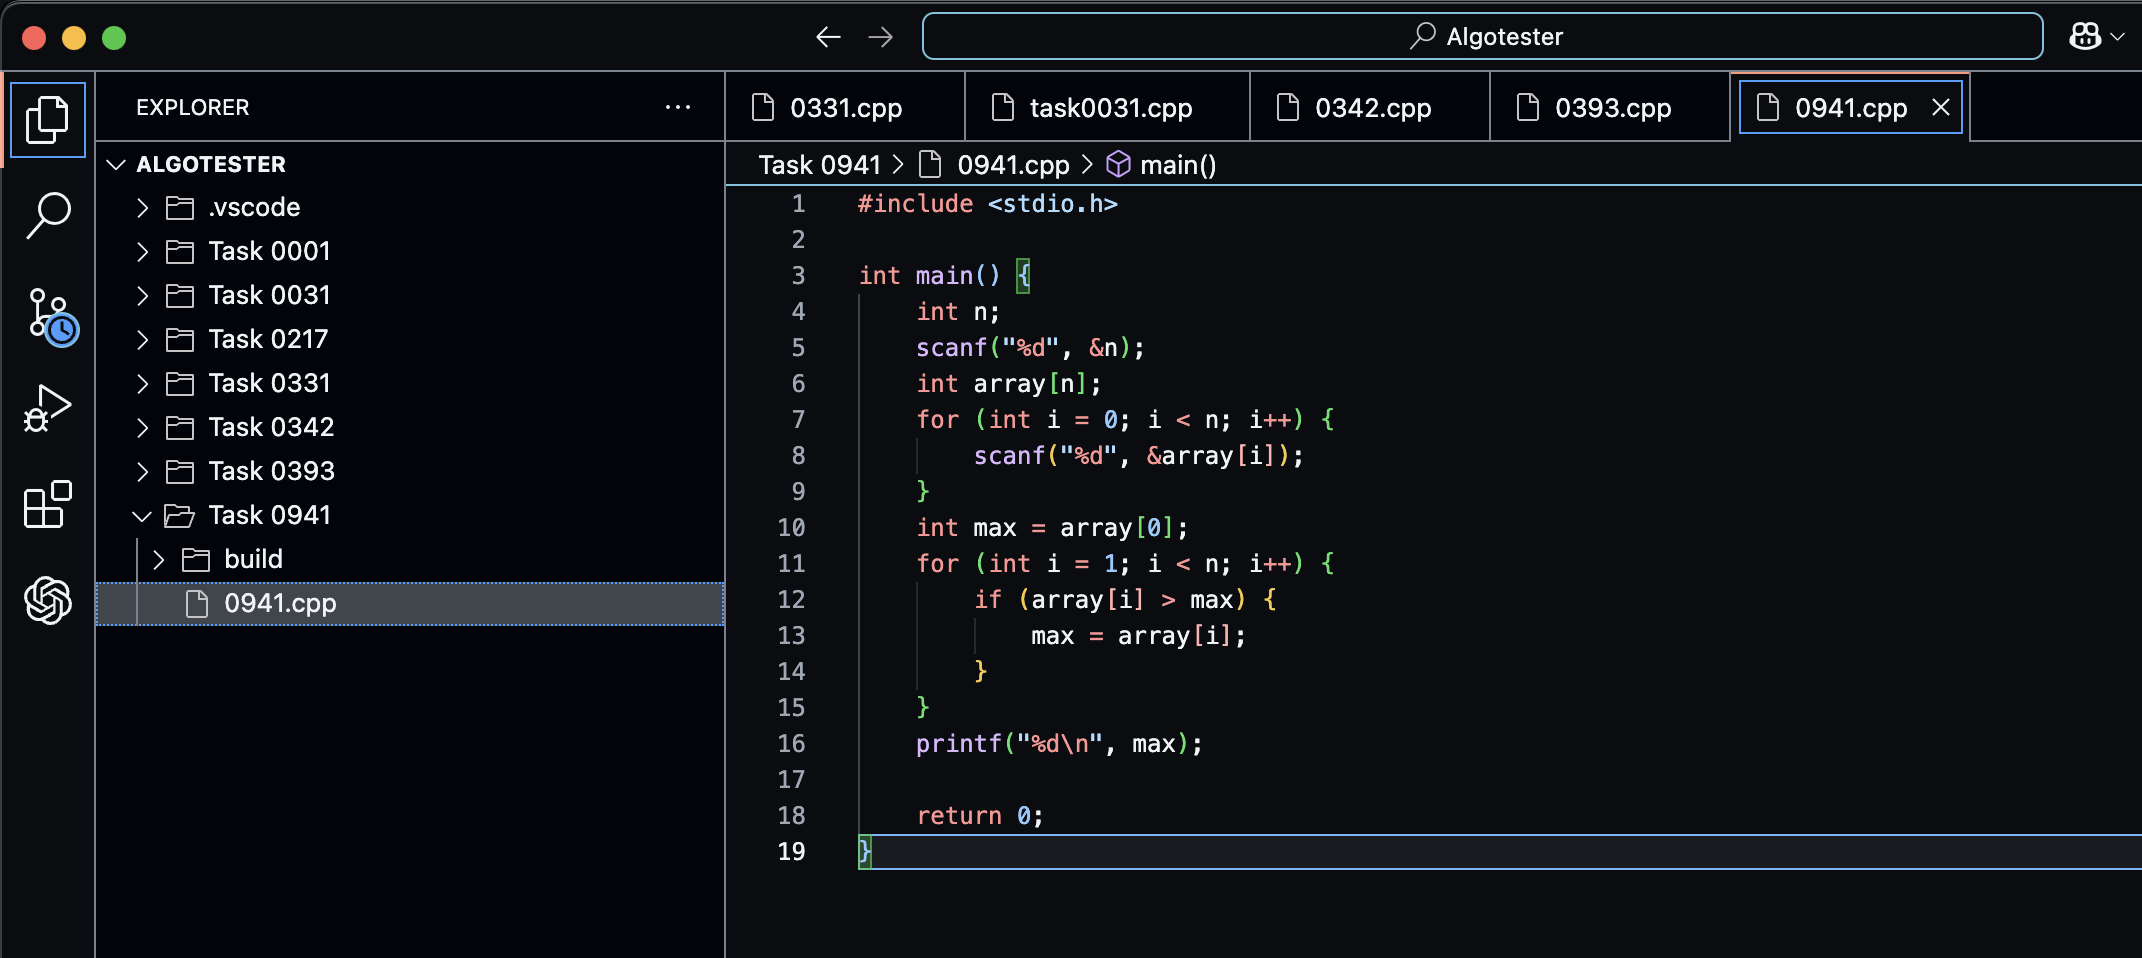 Algotester
EXPLORER
0331.cpp
task0031.cpp
0342.cpp
0393.cpp
0941.cpp
ALGOTESTER
.vscode
Task 0001
Task 0031
Task 0217
Task 0331
Task 0342
Task 0393
Task 0941
build
0941.cpp
Task 0941 > 0941.cpp > main()
1 #include <stdio.h>
2
3 int main() {
4     int n;
5     scanf("%d", &n);
6     int array[n];
7     for (int i = 0; i < n; i++) {
8         scanf("%d", &array[i]);
9     }
10     int max = array[0];
11     for (int i = 1; i < n; i++) {
12         if (array[i] > max) {
13             max = array[i];
14         }
15     }
16     printf("%d\n", max);
17
18     return 0;
19 }